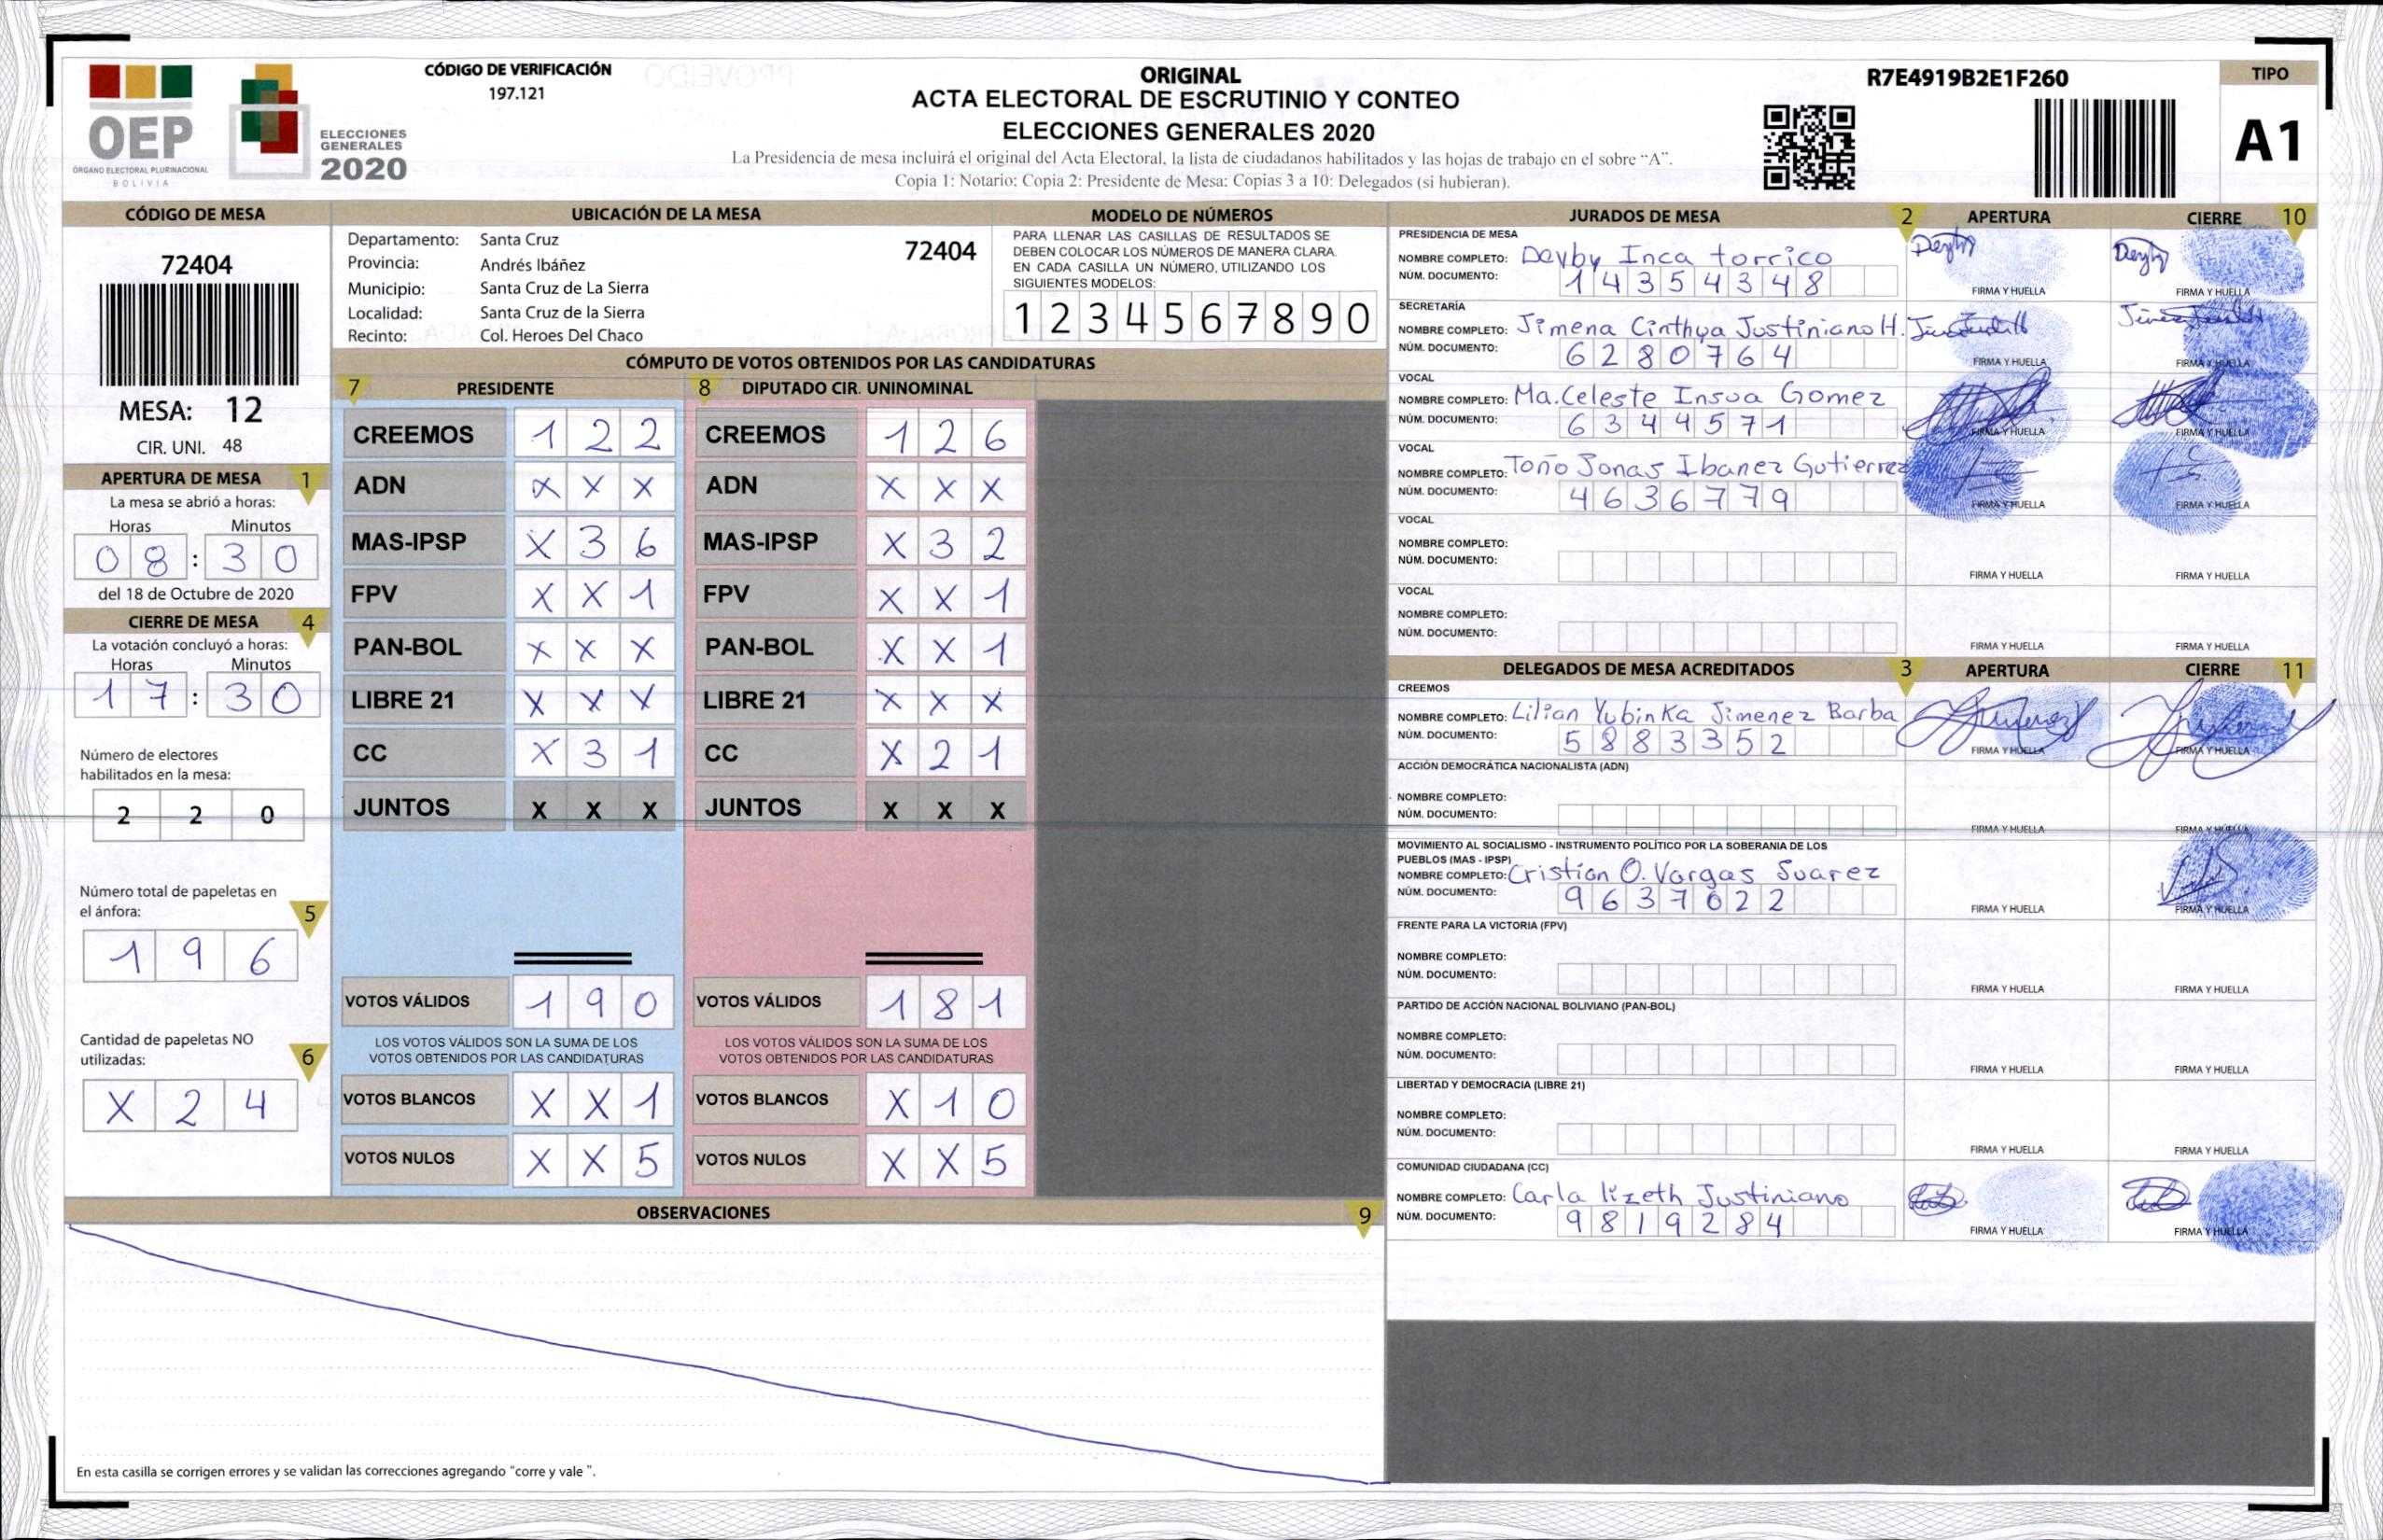 CÓDIGO DE VERIFICACIÓN
197.121
OEP
ÓRGANO ELECTORAL PLURINACIONAL
BOLIVIA
ELECCIONES
GENERALES
2020
ORIGINAL
ACTA ELECTORAL DE ESCRUTINIO Y CONTEO
ELECCIONES GENERALES 2020
La Presidencia de mesa incluirá el original del Acta Electoral, la lista de ciudadanos habilitados y las hojas de trabajo en el sobre "A".
Copia 1: Notario: Copia 2: Presidente de Mesa: Copias 3 a 10: Delegados (si hubieran).
R7E4919B2E1F260
TIPO
A1
CÓDIGO DE MESA
72404
MESA: 12
CIR. UNI. 48
APERTURA DE MESA 1
La mesa se abrió a horas:
Horas Minutos
08:30
del 18 de Octubre de 2020
CIERRE DE MESA 4
La votación concluyó a horas:
Horas Minutos
17:30
Número de electores
habilitados en la mesa:
2 2 0
Número total de papeletas en
el ánfora: 5
1 9 6
Cantidad de papeletas NO
utilizadas: 6
X 2 4
UBICACIÓN DE LA MESA
Departamento: Santa Cruz 72404
Provincia: Andrés Ibáñez
Municipio: Santa Cruz de La Sierra
Localidad: Santa Cruz de la Sierra
Recinto: Col. Heroes Del Chaco
MODELO DE NÚMEROS
PARA LLENAR LAS CASILLAS DE RESULTADOS SE
DEBEN COLOCAR LOS NÚMEROS DE MANERA CLARA.
EN CADA CASILLA UN NÚMERO, UTILIZANDO LOS
SIGUIENTES MODELOS:
1 2 3 4 5 6 7 8 9 0
CÓMPUTO DE VOTOS OBTENIDOS POR LAS CANDIDATURAS
7 PRESIDENTE
CREEMOS 1 2 2
ADN X X X
MAS-IPSP X 3 6
FPV X X 1
PAN-BOL X X X
LIBRE 21 X X X
CC X 3 1
JUNTOS X X X
VOTOS VÁLIDOS 1 9 0
LOS VOTOS VÁLIDOS SON LA SUMA DE LOS
VOTOS OBTENIDOS POR LAS CANDIDATURAS
VOTOS BLANCOS X X 1
VOTOS NULOS X X 5
8 DIPUTADO CIR. UNINOMINAL
CREEMOS 1 2 6
ADN X X X
MAS-IPSP X 3 2
FPV X X 1
PAN-BOL X X 1
LIBRE 21 X X X
CC X 2 1
JUNTOS X X X
VOTOS VÁLIDOS 1 8 1
LOS VOTOS VÁLIDOS SON LA SUMA DE LOS
VOTOS OBTENIDOS POR LAS CANDIDATURAS
VOTOS BLANCOS X 1 0
VOTOS NULOS X X 5
OBSERVACIONES 9
En esta casilla se corrigen errores y se validan las correcciones agregando "corre y vale ".
JURADOS DE MESA 2 APERTURA CIERRE 10
PRESIDENCIA DE MESA
NOMBRE COMPLETO: Deyby Inca torrico
NÚM. DOCUMENTO: 14354348
FIRMA Y HUELLA FIRMA Y HUELLA
SECRETARÍA
NOMBRE COMPLETO: Jimena Cinthya Justiniano H.
NÚM. DOCUMENTO: 6280764
FIRMA Y HUELLA FIRMA Y HUELLA
VOCAL
NOMBRE COMPLETO: Ma.Celeste Insua Gomez
NÚM. DOCUMENTO: 6344571
FIRMA Y HUELLA FIRMA Y HUELLA
VOCAL
NOMBRE COMPLETO: Toño Jonas Ibanez Gutierrez
NÚM. DOCUMENTO: 4636779
FIRMA Y HUELLA FIRMA Y HUELLA
VOCAL
NOMBRE COMPLETO:
NÚM. DOCUMENTO:
FIRMA Y HUELLA FIRMA Y HUELLA
VOCAL
NOMBRE COMPLETO:
NÚM. DOCUMENTO:
FIRMA Y HUELLA FIRMA Y HUELLA
DELEGADOS DE MESA ACREDITADOS 3 APERTURA CIERRE 11
CREEMOS
NOMBRE COMPLETO: Lilian Yubinka Jimenez Barba
NÚM. DOCUMENTO: 5883352
FIRMA Y HUELLA FIRMA Y HUELLA
ACCIÓN DEMOCRÁTICA NACIONALISTA (ADN)
NOMBRE COMPLETO:
NÚM. DOCUMENTO:
FIRMA Y HUELLA FIRMA Y HUELLA
MOVIMIENTO AL SOCIALISMO - INSTRUMENTO POLÍTICO POR LA SOBERANIA DE LOS
PUEBLOS (MAS - IPSP)
NOMBRE COMPLETO: Cristian O. Vargas Suarez
NÚM. DOCUMENTO: 9637022
FIRMA Y HUELLA FIRMA Y HUELLA
FRENTE PARA LA VICTORIA (FPV)
NOMBRE COMPLETO:
NÚM. DOCUMENTO:
FIRMA Y HUELLA FIRMA Y HUELLA
PARTIDO DE ACCIÓN NACIONAL BOLIVIANO (PAN-BOL)
NOMBRE COMPLETO:
NÚM. DOCUMENTO:
FIRMA Y HUELLA FIRMA Y HUELLA
LIBERTAD Y DEMOCRACIA (LIBRE 21)
NOMBRE COMPLETO:
NÚM. DOCUMENTO:
FIRMA Y HUELLA FIRMA Y HUELLA
COMUNIDAD CIUDADANA (CC)
NOMBRE COMPLETO: Carla lizeth Justiniano
NÚM. DOCUMENTO: 9819284
FIRMA Y HUELLA FIRMA Y HUELLA